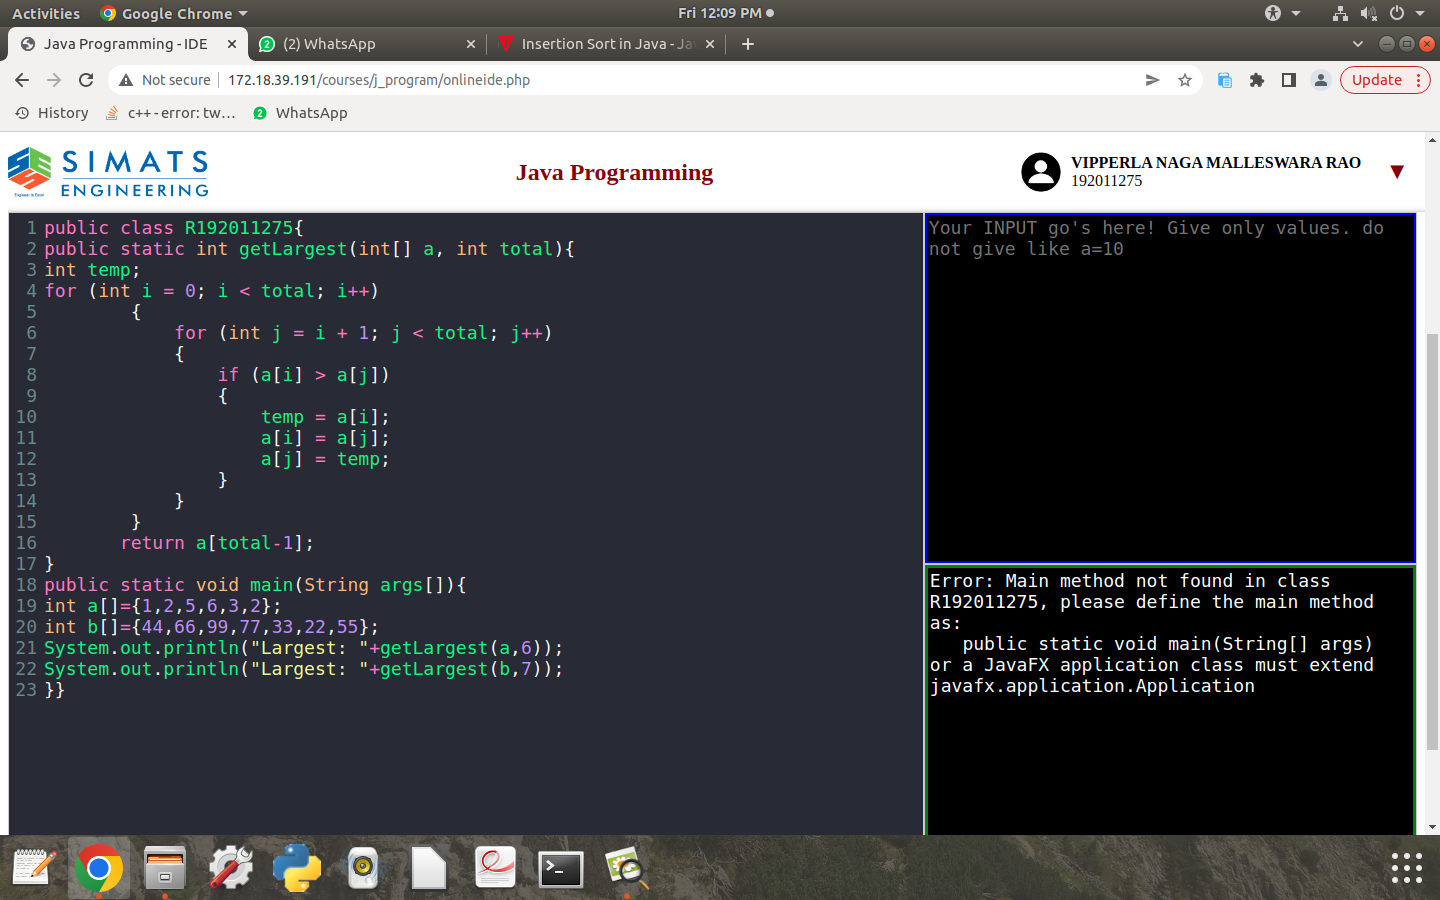 Activities Google Chrome Fri 12:09 PM
Java Programming - IDE (2) WhatsApp Insertion Sort in Java - Jav
Not secure 172.18.39.191/courses/j_program/onlineide.php Update
History c++ - error: tw... WhatsApp
SIMATS
ENGINEERING
Java Programming
VIPPERLA NAGA MALLESWARA RAO
192011275
1 public class R192011275{
2 public static int getLargest(int[] a, int total){
3 int temp;
4 for (int i = 0; i < total; i++)
5         {
6             for (int j = i + 1; j < total; j++)
7             {
8                 if (a[i] > a[j])
9                 {
10                     temp = a[i];
11                     a[i] = a[j];
12                     a[j] = temp;
13                 }
14             }
15         }
16        return a[total-1];
17 }
18 public static void main(String args[]){
19 int a[]={1,2,5,6,3,2};
20 int b[]={44,66,99,77,33,22,55};
21 System.out.println("Largest: "+getLargest(a,6));
22 System.out.println("Largest: "+getLargest(b,7));
23 }}
Your INPUT go's here! Give only values. do
not give like a=10
Error: Main method not found in class
R192011275, please define the main method
as:
   public static void main(String[] args)
or a JavaFX application class must extend
javafx.application.Application